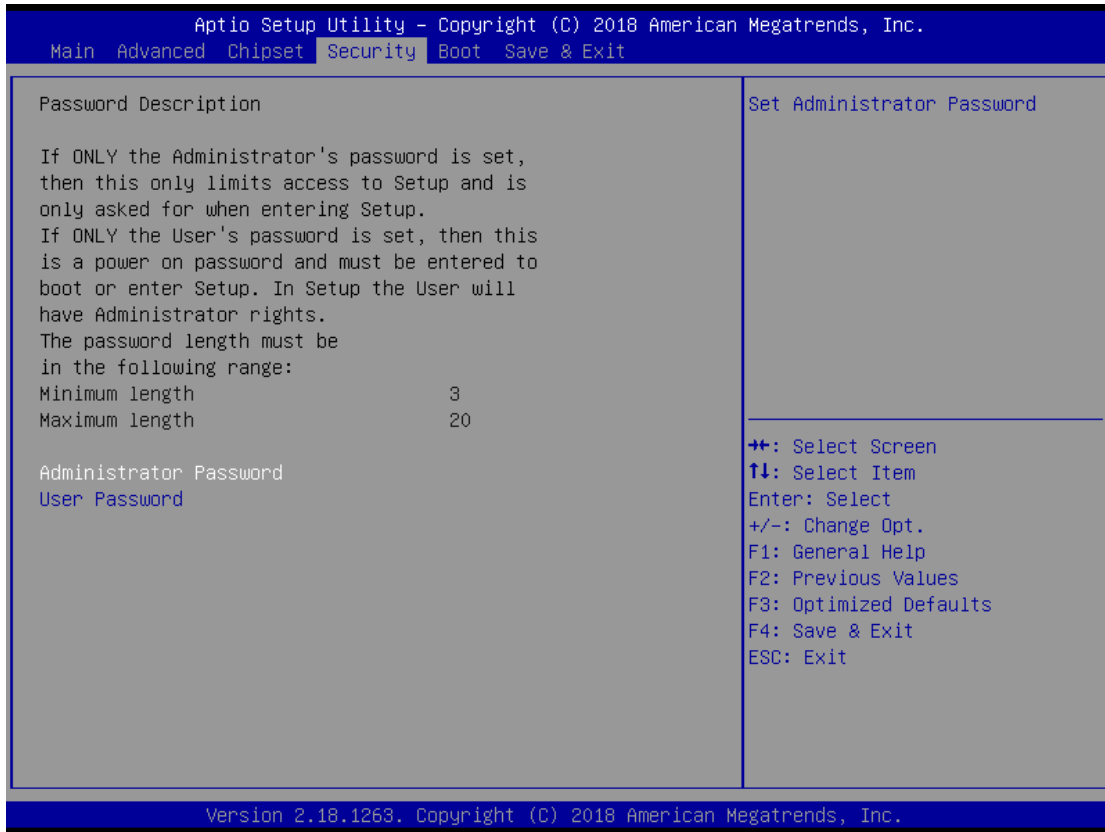 Aptio Setup Utility – Copyright (C) 2018 American Megatrends, Inc.
Main Advanced Chipset Security Boot Save & Exit
Password Description
If ONLY the Administrator's password is set,
then this only limits access to Setup and is
only asked for when entering Setup.
If ONLY the User's password is set, then this
is a power on password and must be entered to
boot or enter Setup. In Setup the User will
have Administrator rights.
The password length must be
in the following range:
Minimum length 3
Maximum length 20
Administrator Password
User Password
Set Administrator Password
→←: Select Screen
↑↓: Select Item
Enter: Select
+/-: Change Opt.
F1: General Help
F2: Previous Values
F3: Optimized Defaults
F4: Save & Exit
ESC: Exit
Version 2.18.1263. Copyright (C) 2018 American Megatrends, Inc.